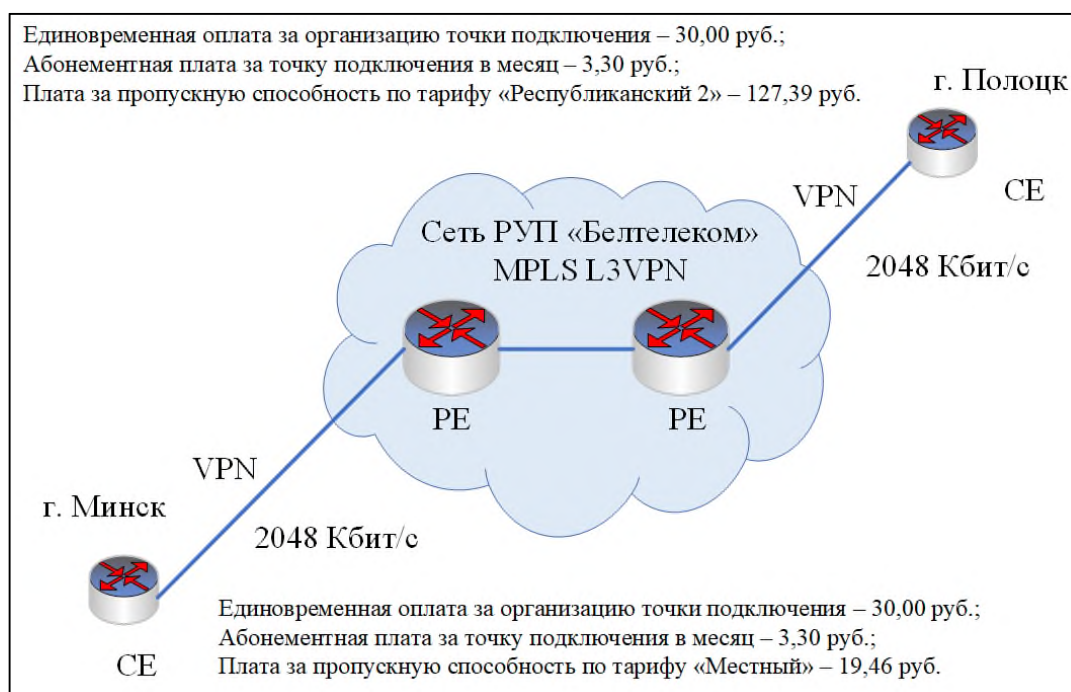 Единовременная оплата за организацию точки подключения – 30,00 руб.;
Абонементная плата за точку подключения в месяц – 3,30 руб.;
Плата за пропускную способность по тарифу «Республиканский 2» – 127,39 руб.
г. Полоцк
CE
VPN
2048 Кбит/с
Сеть РУП «Белтелеком»
MPLS L3VPN
PE
PE
VPN
2048 Кбит/с
г. Минск
CE
Единовременная оплата за организацию точки подключения – 30,00 руб.;
Абонементная плата за точку подключения в месяц – 3,30 руб.;
Плата за пропускную способность по тарифу «Местный» – 19,46 руб.